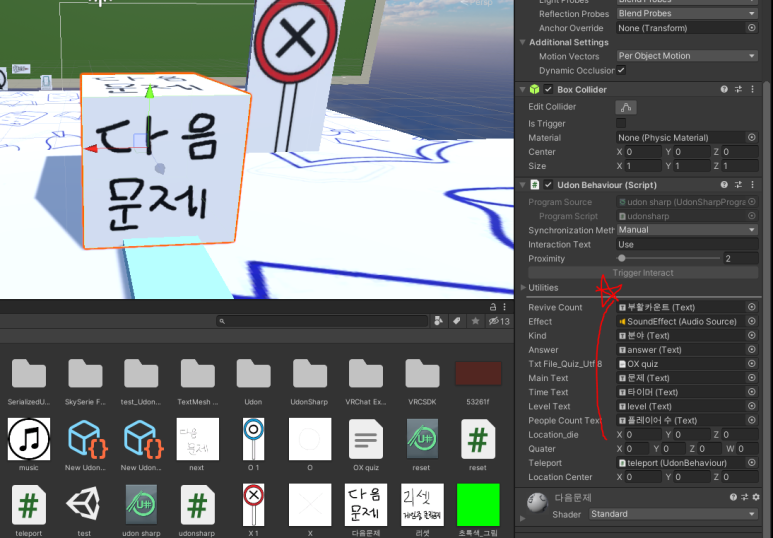 Light Probes Blend Probes
Reflection Probes Blend Probes
Anchor Override None (Transform)
Additional Settings
Motion Vectors Per Object Motion
Dynamic Occlusion
Box Collider
Edit Collider
Is Trigger
Material None (Physic Material)
Center X 0 Y 0 Z 0
Size X 1 Y 1 Z 1
Udon Behaviour (Script)
Program Source udon sharp (UdonSharpProgra
Program Script udonsharp
Synchronization Meth Manual
Interaction Text Use
Proximity 2
Trigger Interact
Utilities
Revive Count 부활카운트 (Text)
Effect SoundEffect (Audio Source)
Kind 분야 (Text)
Answer answer (Text)
Txt File_Quiz_Utf 8 OX quiz
Main Text 문제 (Text)
Time Text 타이머 (Text)
Level Text level (Text)
People Count Text 플레이어 수 (Text)
Location_die X 0 Y 0 Z 0
Quater X 0 Y 0 Z 0 W 0
Teleport teleport (UdonBehaviour)
Location Center X 0 Y 0 Z 0
다음문제
Shader Standard
다음
문제
다음
문제
13
SerializedU... SkySerie F... test_Udon... TextMesh ... Udon UdonSharp VRChat Ex... VRCSDK 53261f
다음
문제
music New Udon... New Udon... next O 1 O OX quiz reset reset
다음
문제
리셋
teleport test udon sharp udonsharp X 1 X 다음문제 리셋 초록색_그림